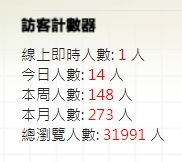 訪客計數器
線上即時人數: 1 人
今日人數: 14 人
本周人數: 148 人
本月人數: 273 人
總瀏覽人數: 31991 人